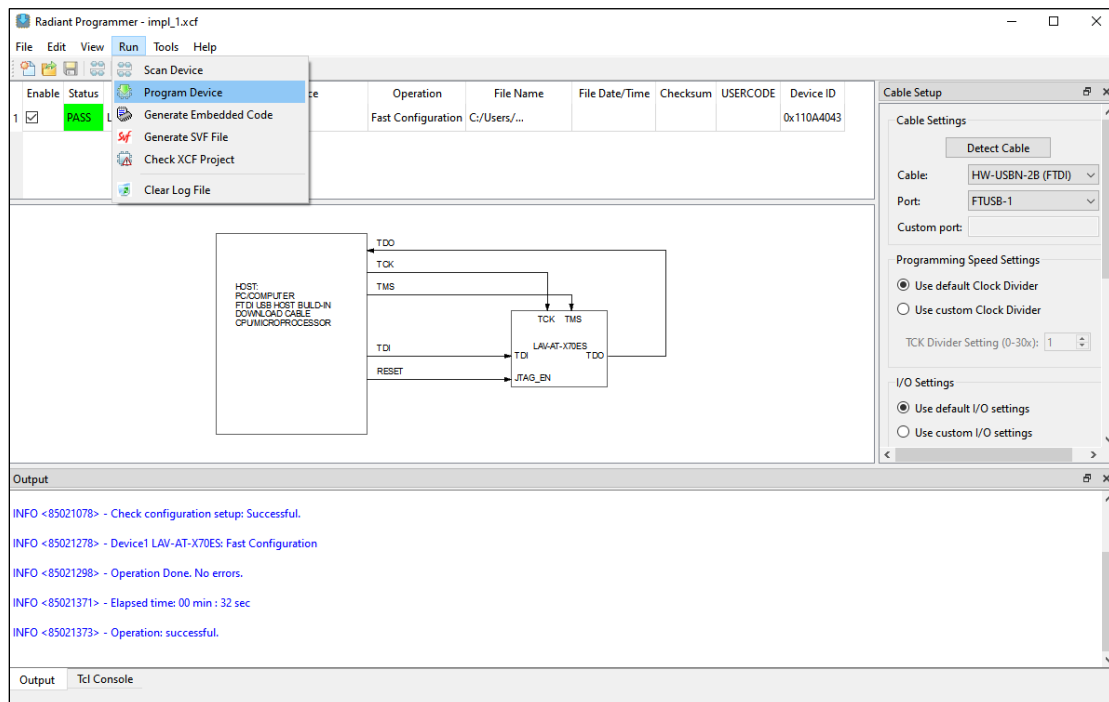 Radiant Programmer - impl_1.xcf
File Edit View Run Tools Help
Scan Device
Program Device
Generate Embedded Code
Generate SVF File
Check XCF Project
Clear Log File
Enable Status Operation File Name File Date/Time Checksum USERCODE Device ID
1 PASS L Fast Configuration C:/Users/... 0x110A4043
Cable Setup
Cable Settings
Detect Cable
Cable: HW-USBN-2B (FTDI)
Port: FTUSB-1
Custom port:
Programming Speed Settings
Use default Clock Divider
Use custom Clock Divider
TCK Divider Setting (0-30x): 1
I/O Settings
Use default I/O settings
Use custom I/O settings
TDO
TCK
TMS
HOST:
PC/COMPUTER
FTDI USB HOST BUILD-IN
DOWNLOAD CABLE
CPU/MICROPROCESSOR
TCK TMS
LAV-AT-X70ES
TDI
TDI TDO
RESET
JTAG_EN
Output
INFO <85021078> - Check configuration setup: Successful.
INFO <85021278> - Device1 LAV-AT-X70ES: Fast Configuration
INFO <85021298> - Operation Done. No errors.
INFO <85021371> - Elapsed time: 00 min : 32 sec
INFO <85021373> - Operation: successful.
Output Tcl Console